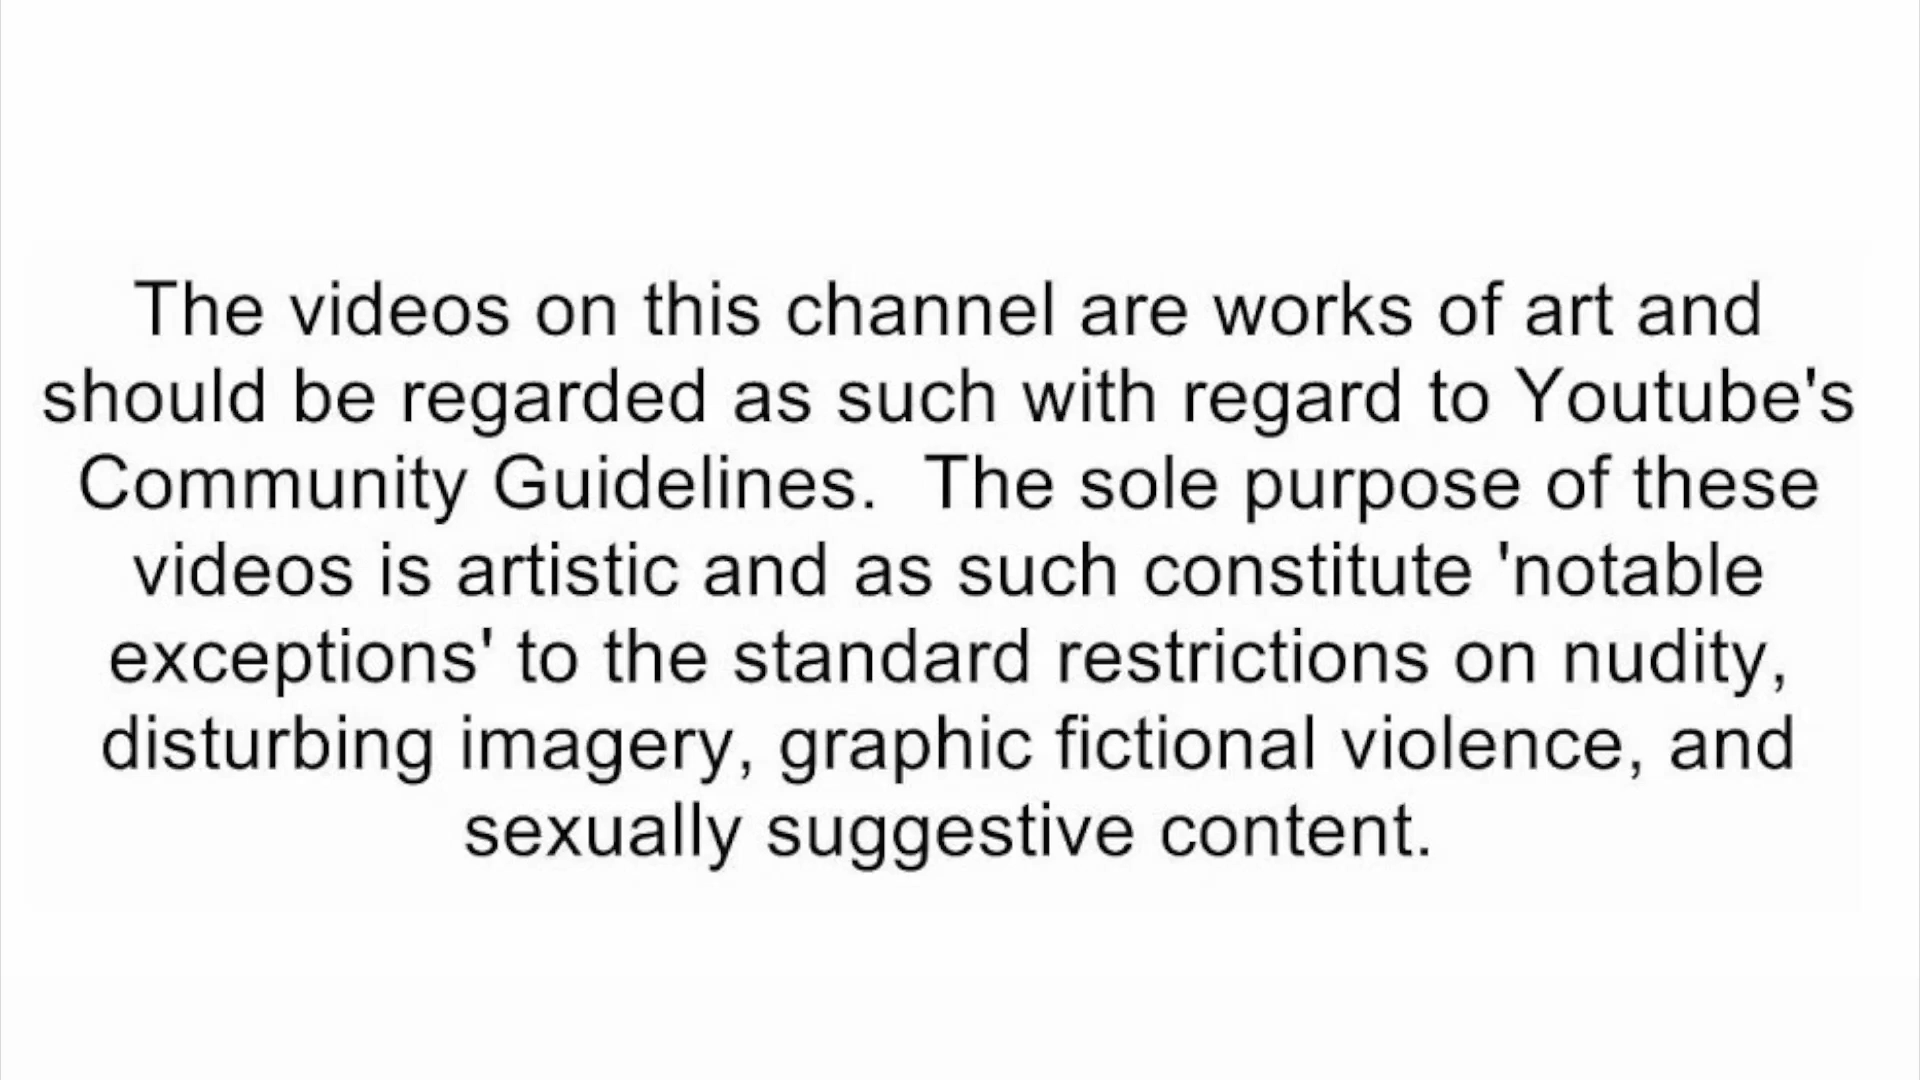 The videos on this channel are works of art and
should be regarded as such with regard to Youtube's
Community Guidelines.  The sole purpose of these
videos is artistic and as such constitute 'notable
exceptions' to the standard restrictions on nudity,
disturbing imagery, graphic fictional violence, and
sexually suggestive content.